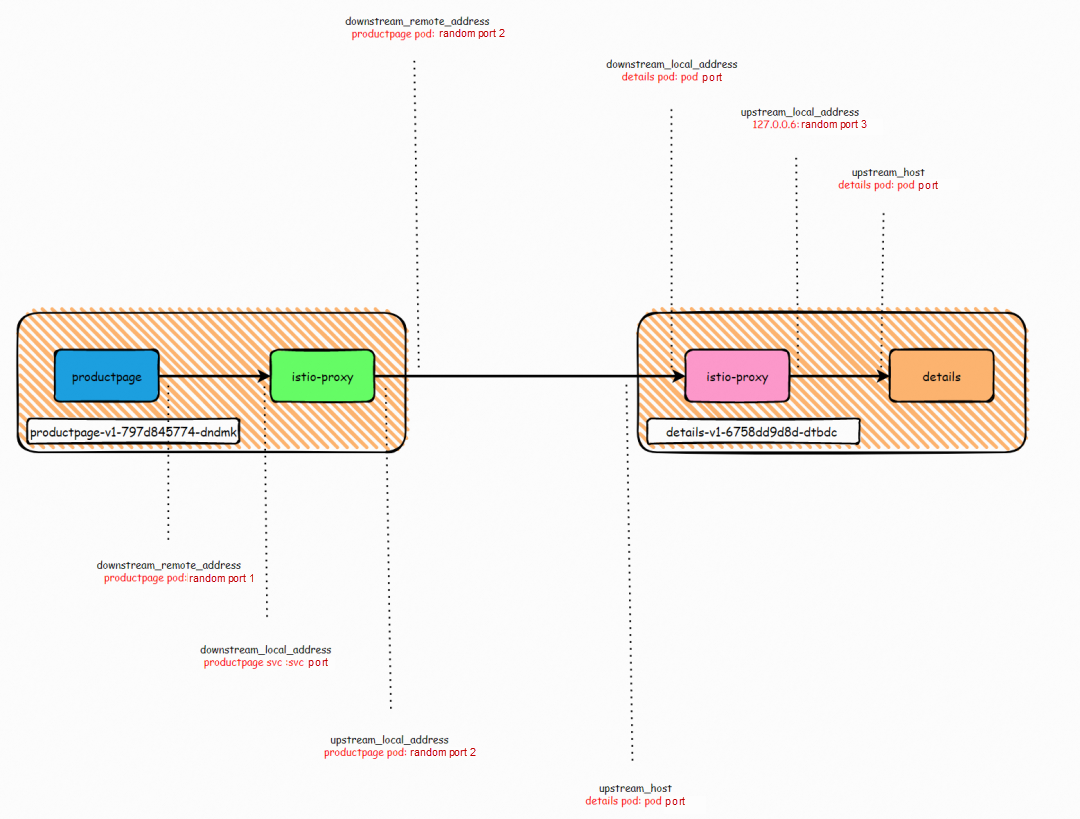 downstream_remote_address
productpage pod: random port 2
downstream_local_address
details pod: pod port
upstream_local_address
127.0.0.6: random port 3
upstream_host
details pod: pod port
productpage
istio-proxy
istio-proxy
details
productpage-v1-797d845774-dndmk
details-v1-6758dd9d8d-dtbdc
downstream_remote_address
productpage pod: random port 1
downstream_local_address
productpage svc :svc port
upstream_local_address
productpage pod: random port 2
upstream_host
details pod: pod port